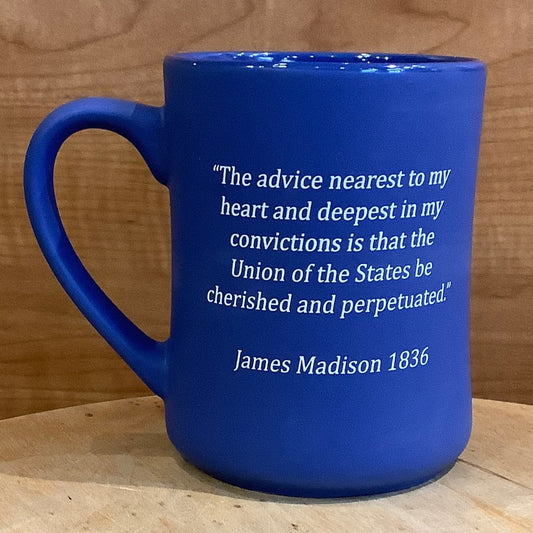 “The advice nearest to my
heart and deepest in my
convictions is that the
Union of the States be
cherished and perpetuated.”
James Madison 1836